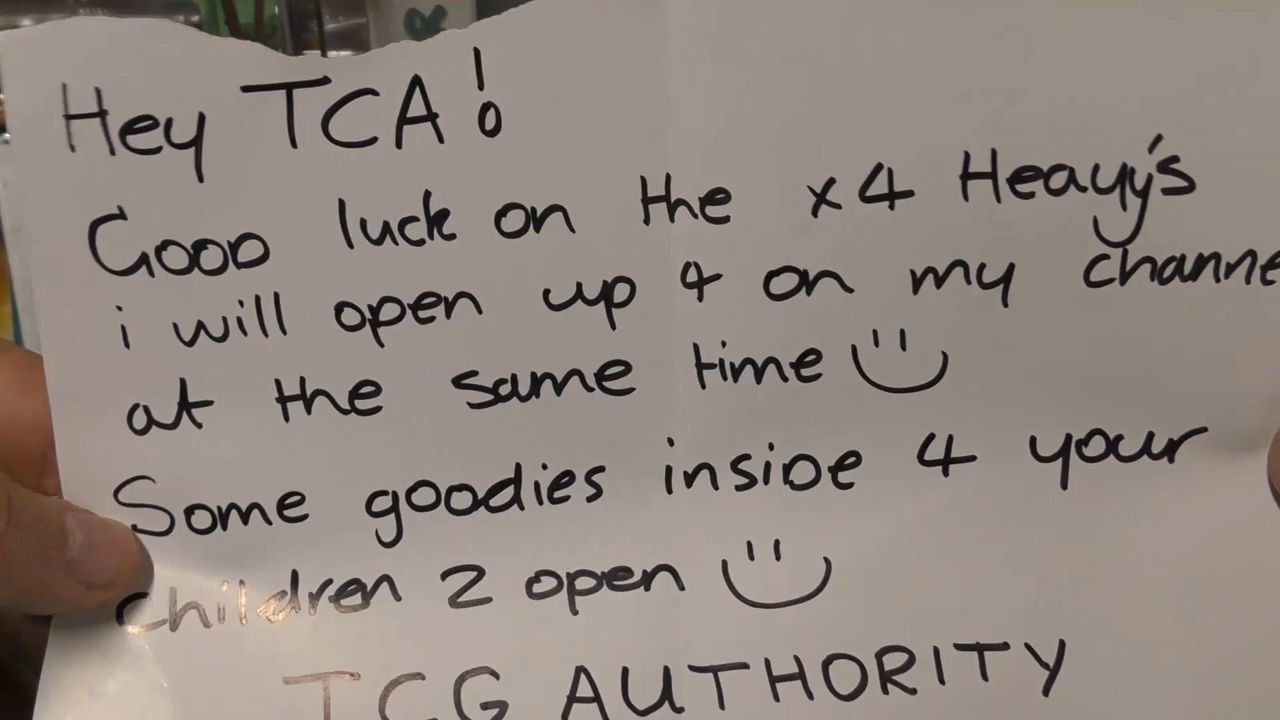 Hey TCA!
Good luck on the x4 Heavy's
i will open up 4 on my channe
at the same time
Some goodies inside 4 your
children 2 open
TCG AUTHORITY